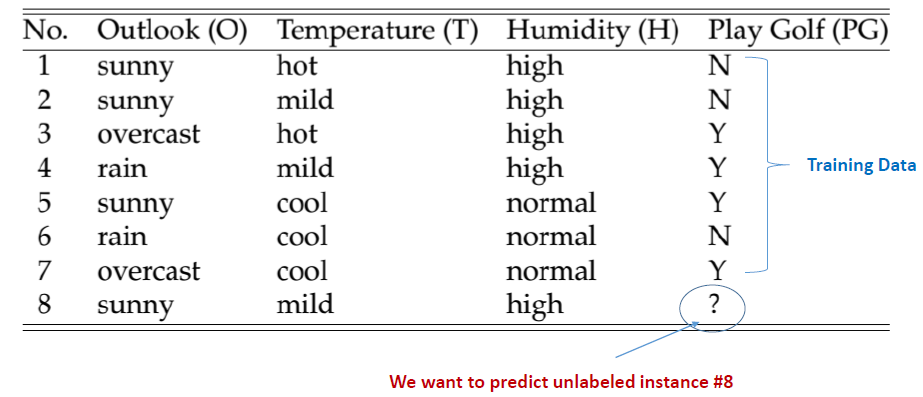 No. Outlook (O) Temperature (T) Humidity (H) Play Golf (PG)
1 sunny hot high N
2 sunny mild high N
3 overcast hot high Y
4 rain mild high Y
Training Data
5 sunny cool normal Y
6 rain cool normal N
7 overcast cool normal Y
8 sunny mild high ?
We want to predict unlabeled instance #8